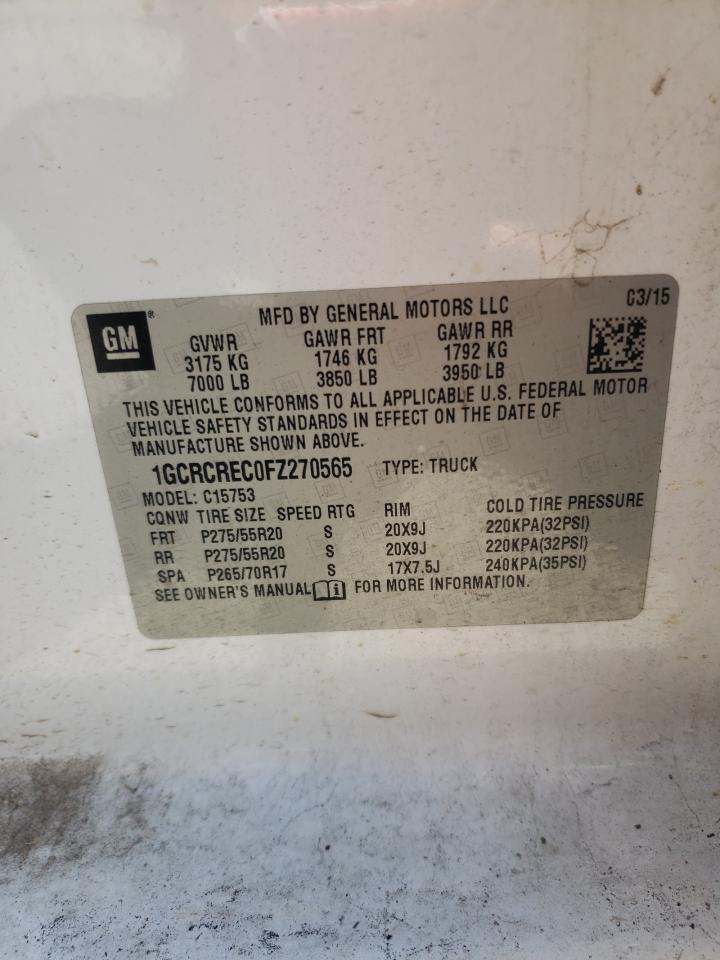 GM®
MFD BY GENERAL MOTORS LLC
03/15
GVWR GAWR FRT GAWR RR
3175 KG 1746 KG 1792 KG
7000 LB 3850 LB 3950 LB
THIS VEHICLE CONFORMS TO ALL APPLICABLE U.S. FEDERAL MOTOR
VEHICLE SAFETY STANDARDS IN EFFECT ON THE DATE OF
MANUFACTURE SHOWN ABOVE.
1GCRCREC0FZ270565 TYPE: TRUCK
MODEL: C15753
CQNW TIRE SIZE SPEED RTG RIM COLD TIRE PRESSURE
FRT P275/55R20 S 20X9J 220KPA(32PSI)
RR P275/55R20 S 20X9J 220KPA(32PSI)
SPA P265/70R17 S 17X7.5J 240KPA(35PSI)
SEE OWNER'S MANUAL FOR MORE INFORMATION.